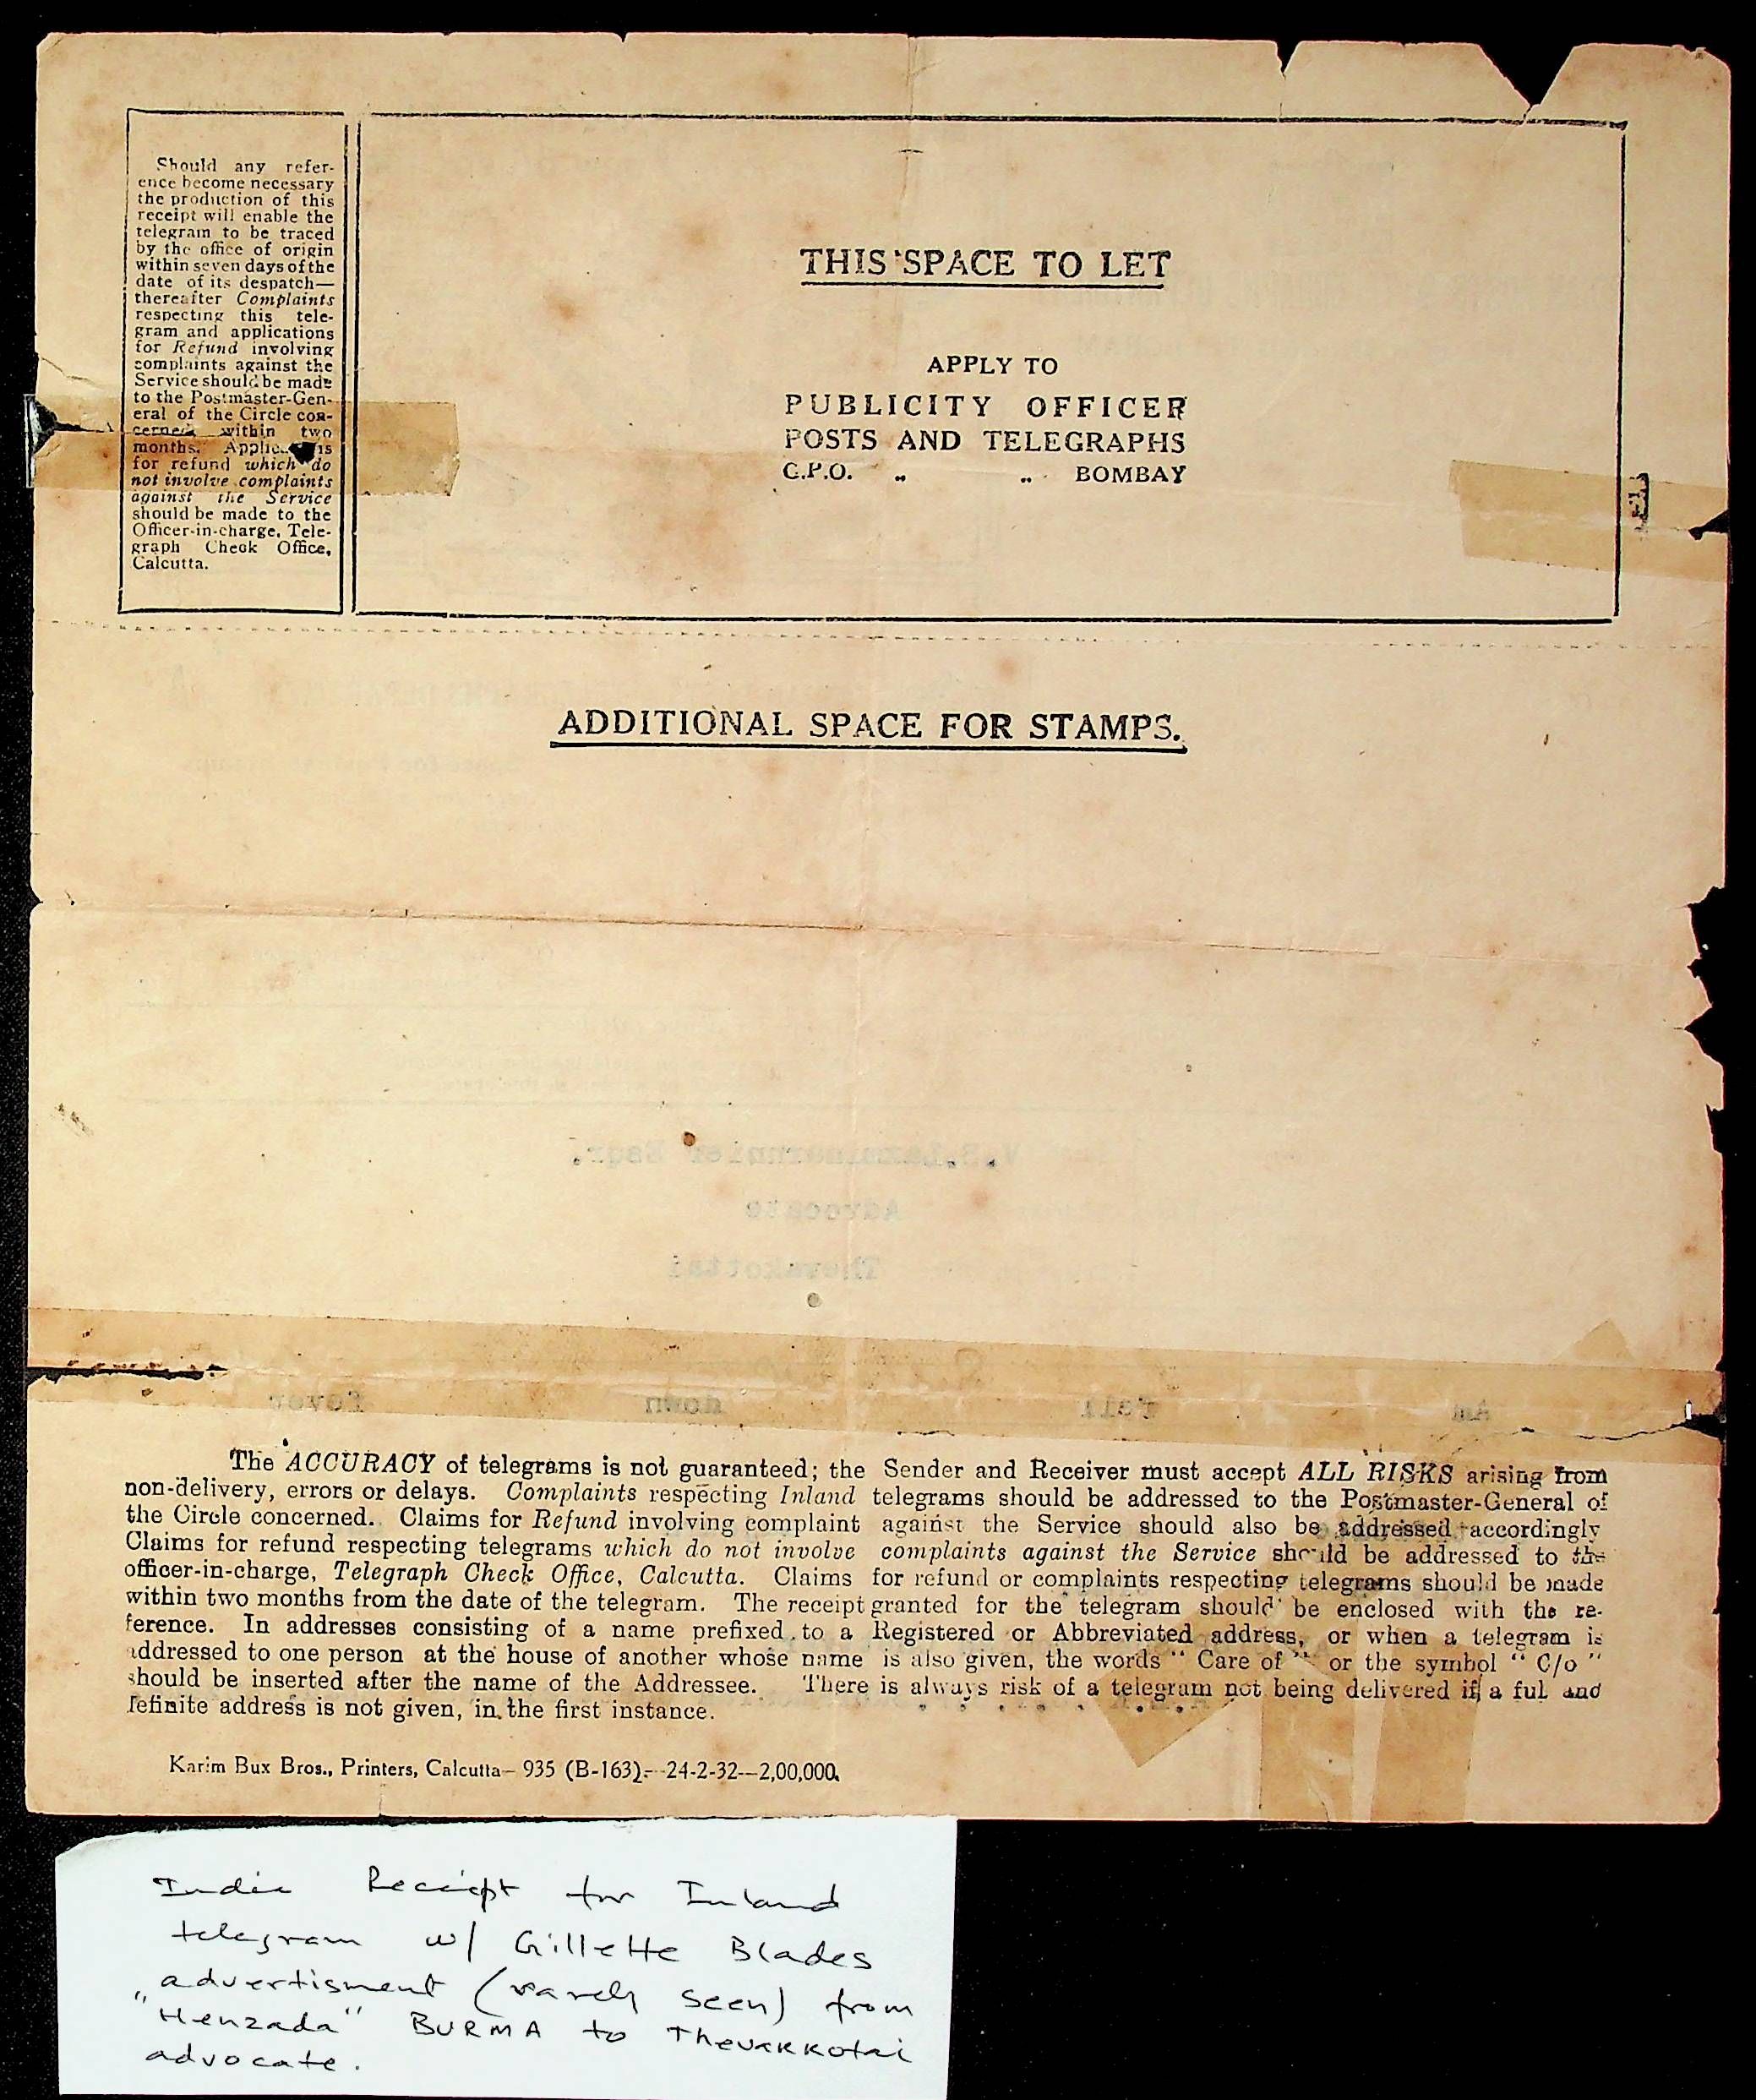 Should any refer-
ence become necessary
the production of this
receipt will enable the
telegram to be traced
by the office of origin
within seven days of the
date of its despatch—
thereafter Complaints
respecting this tele-
gram and applications
for Refund involving
complaints against the
Service should be made
to the Postmaster-Gen-
eral of the Circle con-
cerned within two
months.
for refund which do
not involve complaints
against the Service
should be made to the
Officer-in-charge, Tele-
graph Check Office,
Calcutta.
THIS SPACE TO LET
APPLY TO
PUBLICITY OFFICER
POSTS AND TELEGRAPHS
G.P.O. „ „ BOMBAY
ADDITIONAL SPACE FOR STAMPS.
Esqr.
Advocate
Thevakottai
Am fell down fever
The ACCURACY of telegrams is not guaranteed; the Sender and Receiver must accept ALL RISKS arising from
non-delivery, errors or delays. Complaints respecting Inland telegrams should be addressed to the Postmaster-General of
the Circle concerned. Claims for Refund involving complaint against the Service should also be addressed accordingly
Claims for refund respecting telegrams which do not involve complaints against the Service should be addressed to the
officer-in-charge, Telegraph Check Office, Calcutta. Claims for refund or complaints respecting telegrams should be made
within two months from the date of the telegram. The receipt granted for the telegram should be enclosed with the re-
ference. In addresses consisting of a name prefixed to a Registered or Abbreviated address, or when a telegram is
addressed to one person at the house of another whose name is also given, the words " Care of " or the symbol " C/o "
should be inserted after the name of the Addressee. There is always risk of a telegram not being delivered if a ful and
definite address is not given, in the first instance.
Karim Bux Bros., Printers, Calcutta— 935 (B-163).—24-2-32—2,00,000.
India Receipt for Inland
telegram w/ Gillette Blades
advertisment (rarely seen) from
"Henzada" BURMA to Thevakkotai
advocate.